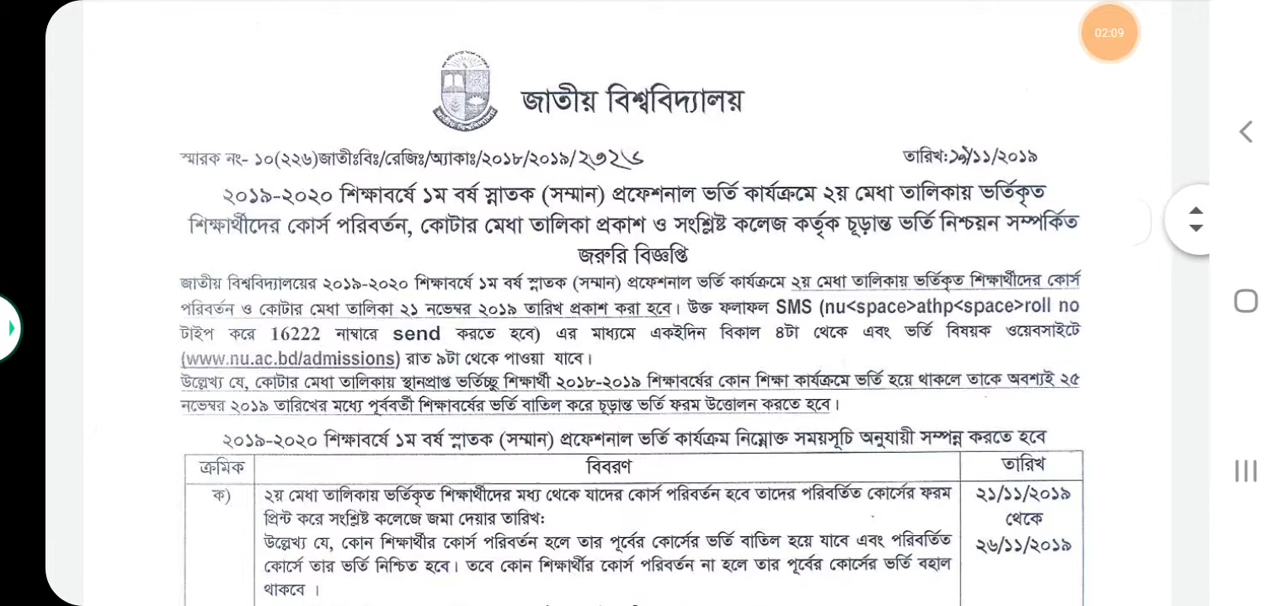 02:09
জাতীয় বিশ্ববিদ্যালয়
স্মারক নং- ১০(২২৬)জাতীঃবিঃ/রেজিঃ/অ্যাকাঃ/২০১৮/২০১৯/২৩২৬
তারিখ: /১১/২০১৯
২০১৯-২০২০ শিক্ষাবর্ষে ১ম বর্ষ স্নাতক (সম্মান) প্রফেশনাল ভর্তি কার্যক্রমে ২য় মেধা তালিকায় ভর্তিকৃত
শিক্ষার্থীদের কোর্স পরিবর্তন, কোটার মেধা তালিকা প্রকাশ ও সংশ্লিষ্ট কলেজ কর্তৃক চূড়ান্ত ভর্তি নিশ্চয়ন সম্পর্কিত
জরুরি বিজ্ঞপ্তি
জাতীয় বিশ্ববিদ্যালয়ের ২০১৯-২০২০ শিক্ষাবর্ষে ১ম বর্ষ স্নাতক (সম্মান) প্রফেশনাল ভর্তি কার্যক্রমে ২য় মেধা তালিকায় ভর্তিকৃত শিক্ষার্থীদের কোর্স
পরিবর্তন ও কোটার মেধা তালিকা ২১ নভেম্বর ২০১৯ তারিখ প্রকাশ করা হবে। উক্ত ফলাফল SMS (nu<space>athp<space>roll no
টাইপ করে 16222 নাম্বারে send করতে হবে) এর মাধ্যমে একইদিন বিকাল ৪টা থেকে এবং ভর্তি বিষয়ক ওয়েবসাইটে
(www.nu.ac.bd/admissions) রাত ৯টা থেকে পাওয়া যাবে।
উল্লেখ্য যে, কোটার মেধা তালিকায় স্থানপ্রাপ্ত ভর্তিচ্ছু শিক্ষার্থী ২০১৮-২০১৯ শিক্ষাবর্ষের কোন শিক্ষা কার্যক্রমে ভর্তি হয়ে থাকলে তাকে অবশ্যই ২৫
নভেম্বর ২০১৯ তারিখের মধ্যে পূর্ববর্তী শিক্ষাবর্ষের ভর্তি বাতিল করে চূড়ান্ত ভর্তি ফরম উত্তোলন করতে হবে।
২০১৯-২০২০ শিক্ষাবর্ষে ১ম বর্ষ স্নাতক (সম্মান) প্রফেশনাল ভর্তি কার্যক্রম নিম্নোক্ত সময়সূচি অনুযায়ী সম্পন্ন করতে হবে
ক্রমিক বিবরণ তারিখ
ক) ২য় মেধা তালিকায় ভর্তিকৃত শিক্ষার্থীদের মধ্য থেকে যাদের কোর্স পরিবর্তন হবে তাদের পরিবর্তিত কোর্সের ফরম ২১/১১/২০১৯
প্রিন্ট করে সংশ্লিষ্ট কলেজে জমা দেয়ার তারিখ: থেকে
উল্লেখ্য যে, কোন শিক্ষার্থীর কোর্স পরিবর্তন হলে তার পূর্বের কোর্সের ভর্তি বাতিল হয়ে যাবে এবং পরিবর্তিত ২৬/১১/২০১৯
কোর্সে তার ভর্তি নিশ্চিত হবে। তবে কোন শিক্ষার্থীর কোর্স পরিবর্তন না হলে তার পূর্বের কোর্সের ভর্তি বহাল
থাকবে ।